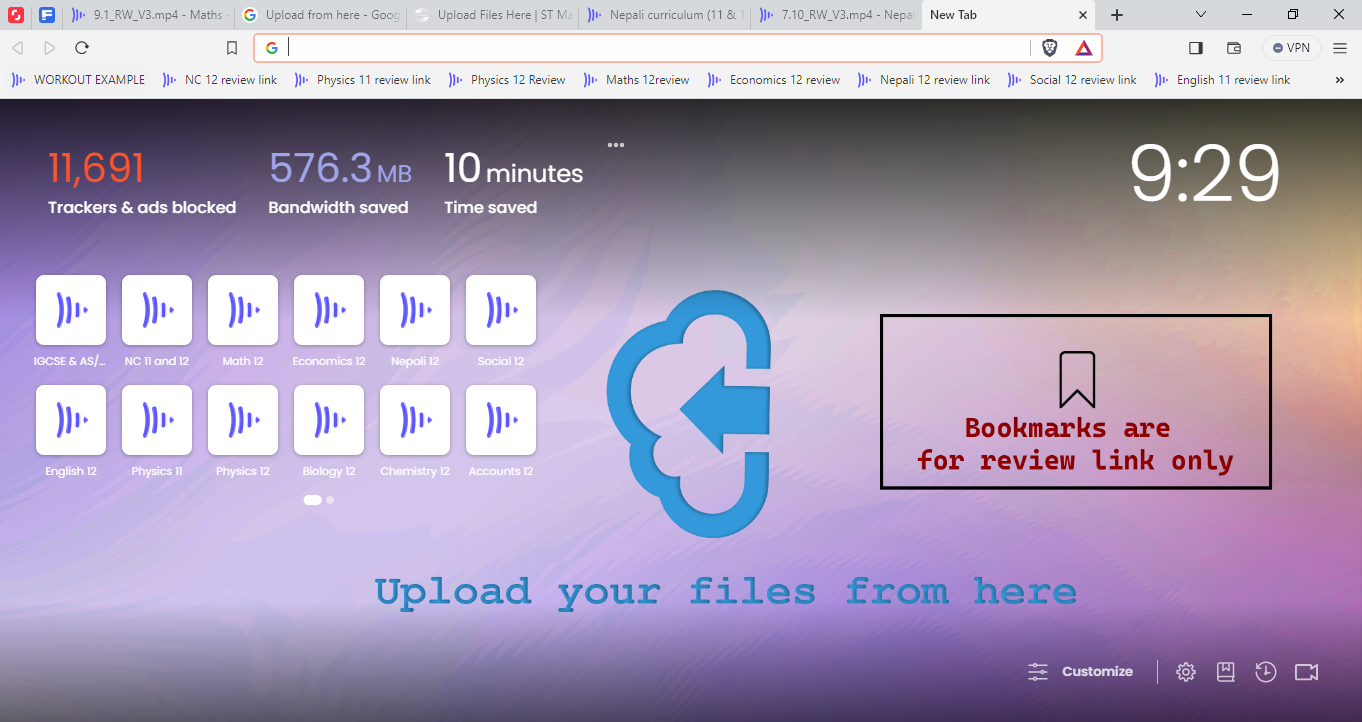 9.1_RW_V3.mp4 - Maths -
Upload from here - Goog
Upload Files Here | ST Ma
Nepali curriculum (11 & 1
7.10_RW_V3.mp4 - Nepali
New Tab
VPN
WORKOUT EXAMPLE
NC 12 review link
Physics 11 review link
Physics 12 Review
Maths 12review
Economics 12 review
Nepali 12 review link
Social 12 review link
English 11 review link
11,691
Trackers & ads blocked
576.3 MB
Bandwidth saved
10 minutes
Time saved
9:29
IGCSE & AS/...
NC 11 and 12
Math 12
Economics 12
Nepali 12
Social 12
English 12
Physics 11
Physics 12
Biology 12
Chemistry 12
Accounts 12
Bookmarks are
for review link only
Upload your files from here
Customize